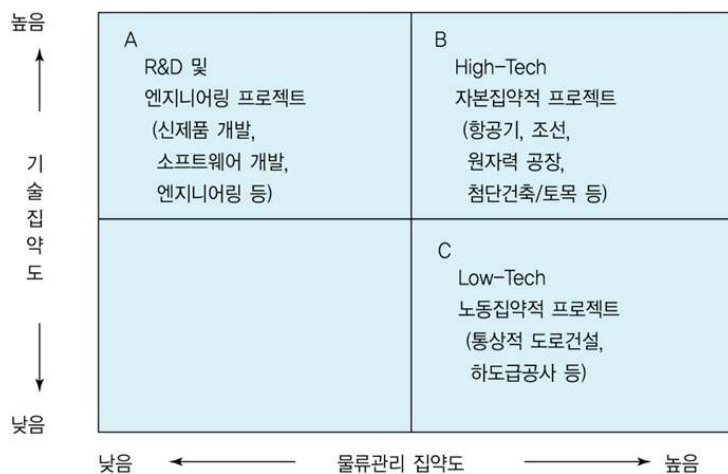 높음
기
술
집
약
도
낮음
A
R&D 및
엔지니어링 프로젝트
(신제품 개발,
소프트웨어 개발,
엔지니어링 등)
B
High-Tech
자본집약적 프로젝트
(항공기, 조선,
원자력 공장,
첨단건축/토목 등)
C
Low-Tech
노동집약적 프로젝트
(통상적 도로건설,
하도급공사 등)
낮음 물류관리 집약도 높음